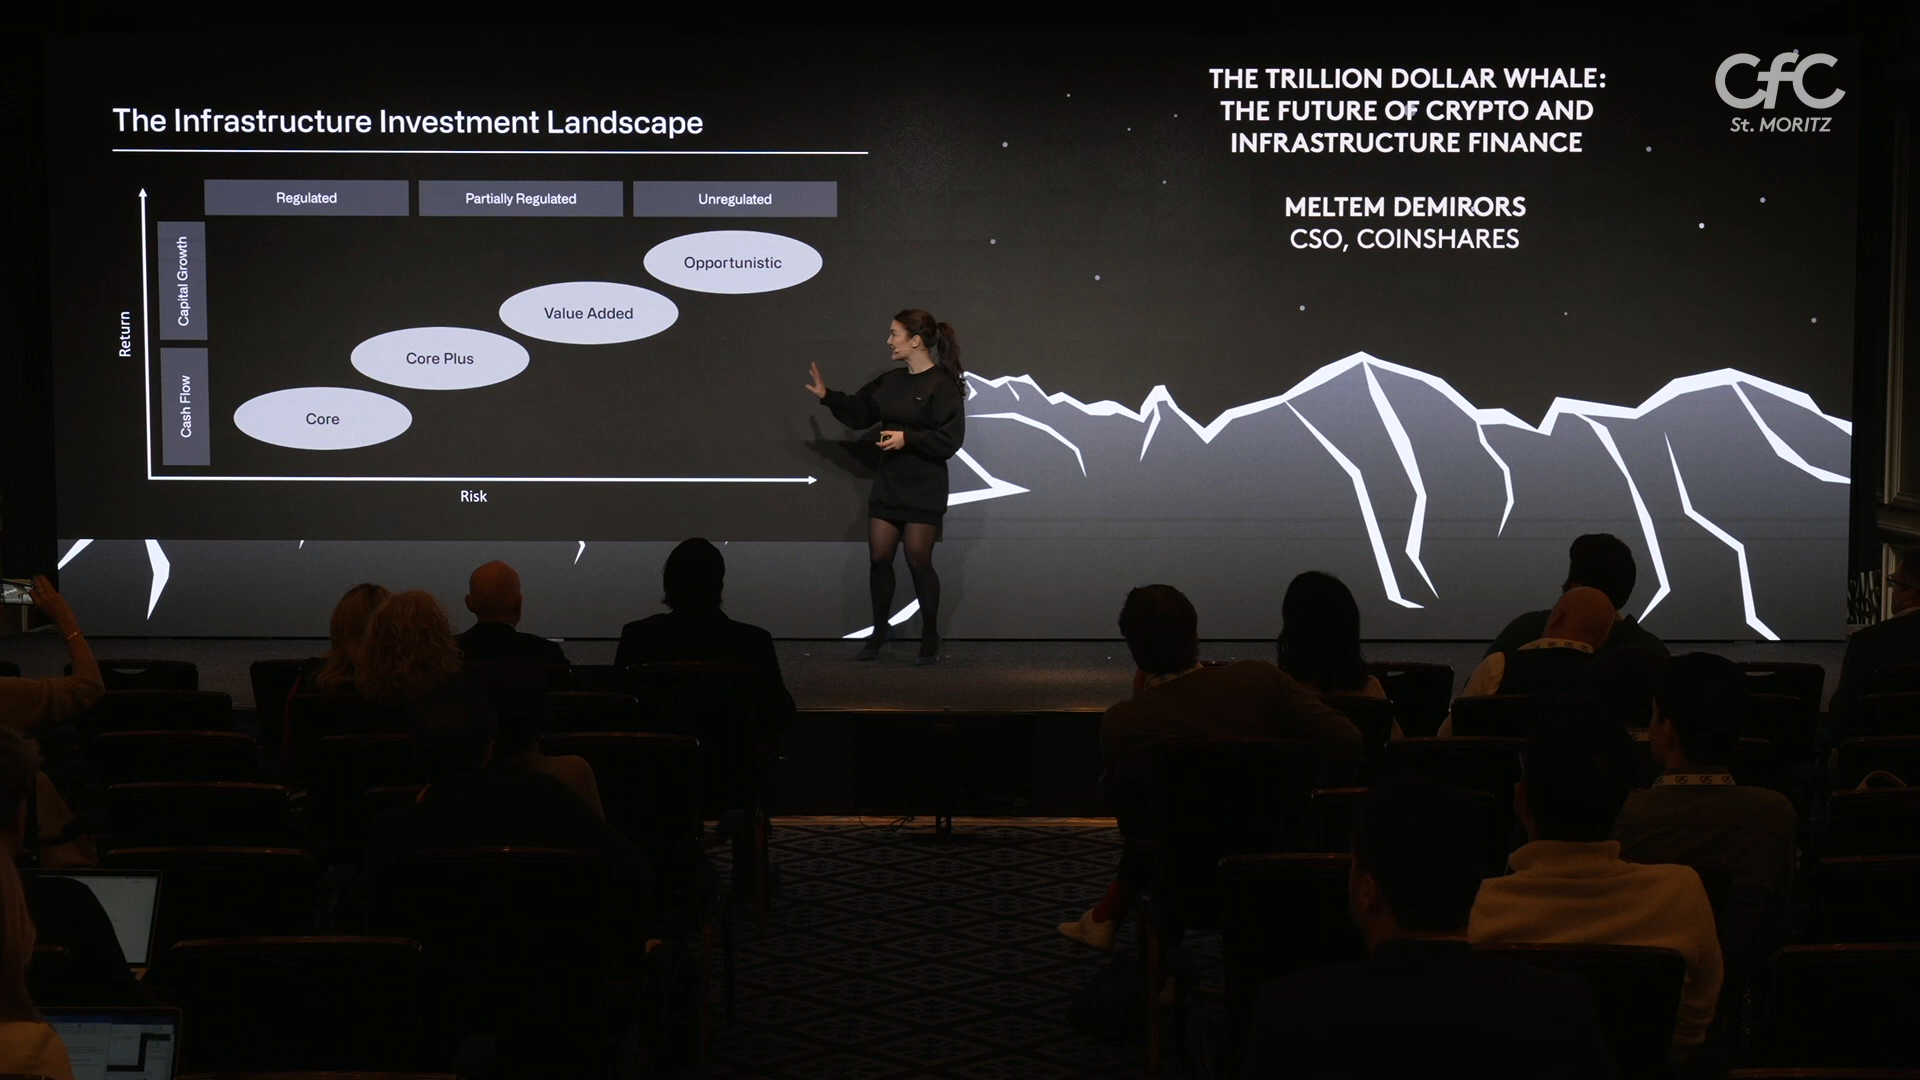 The Infrastructure Investment Landscape
Regulated
Partially Regulated
Unregulated
Return
Capital Growth
Cash Flow
Opportunistic
Value Added
Core Plus
Core
Risk
THE TRILLION DOLLAR WHALE:
THE FUTURE OF CRYPTO AND
INFRASTRUCTURE FINANCE
MELTEM DEMIRORS
CSO, COINSHARES
CfC
St. MORITZ